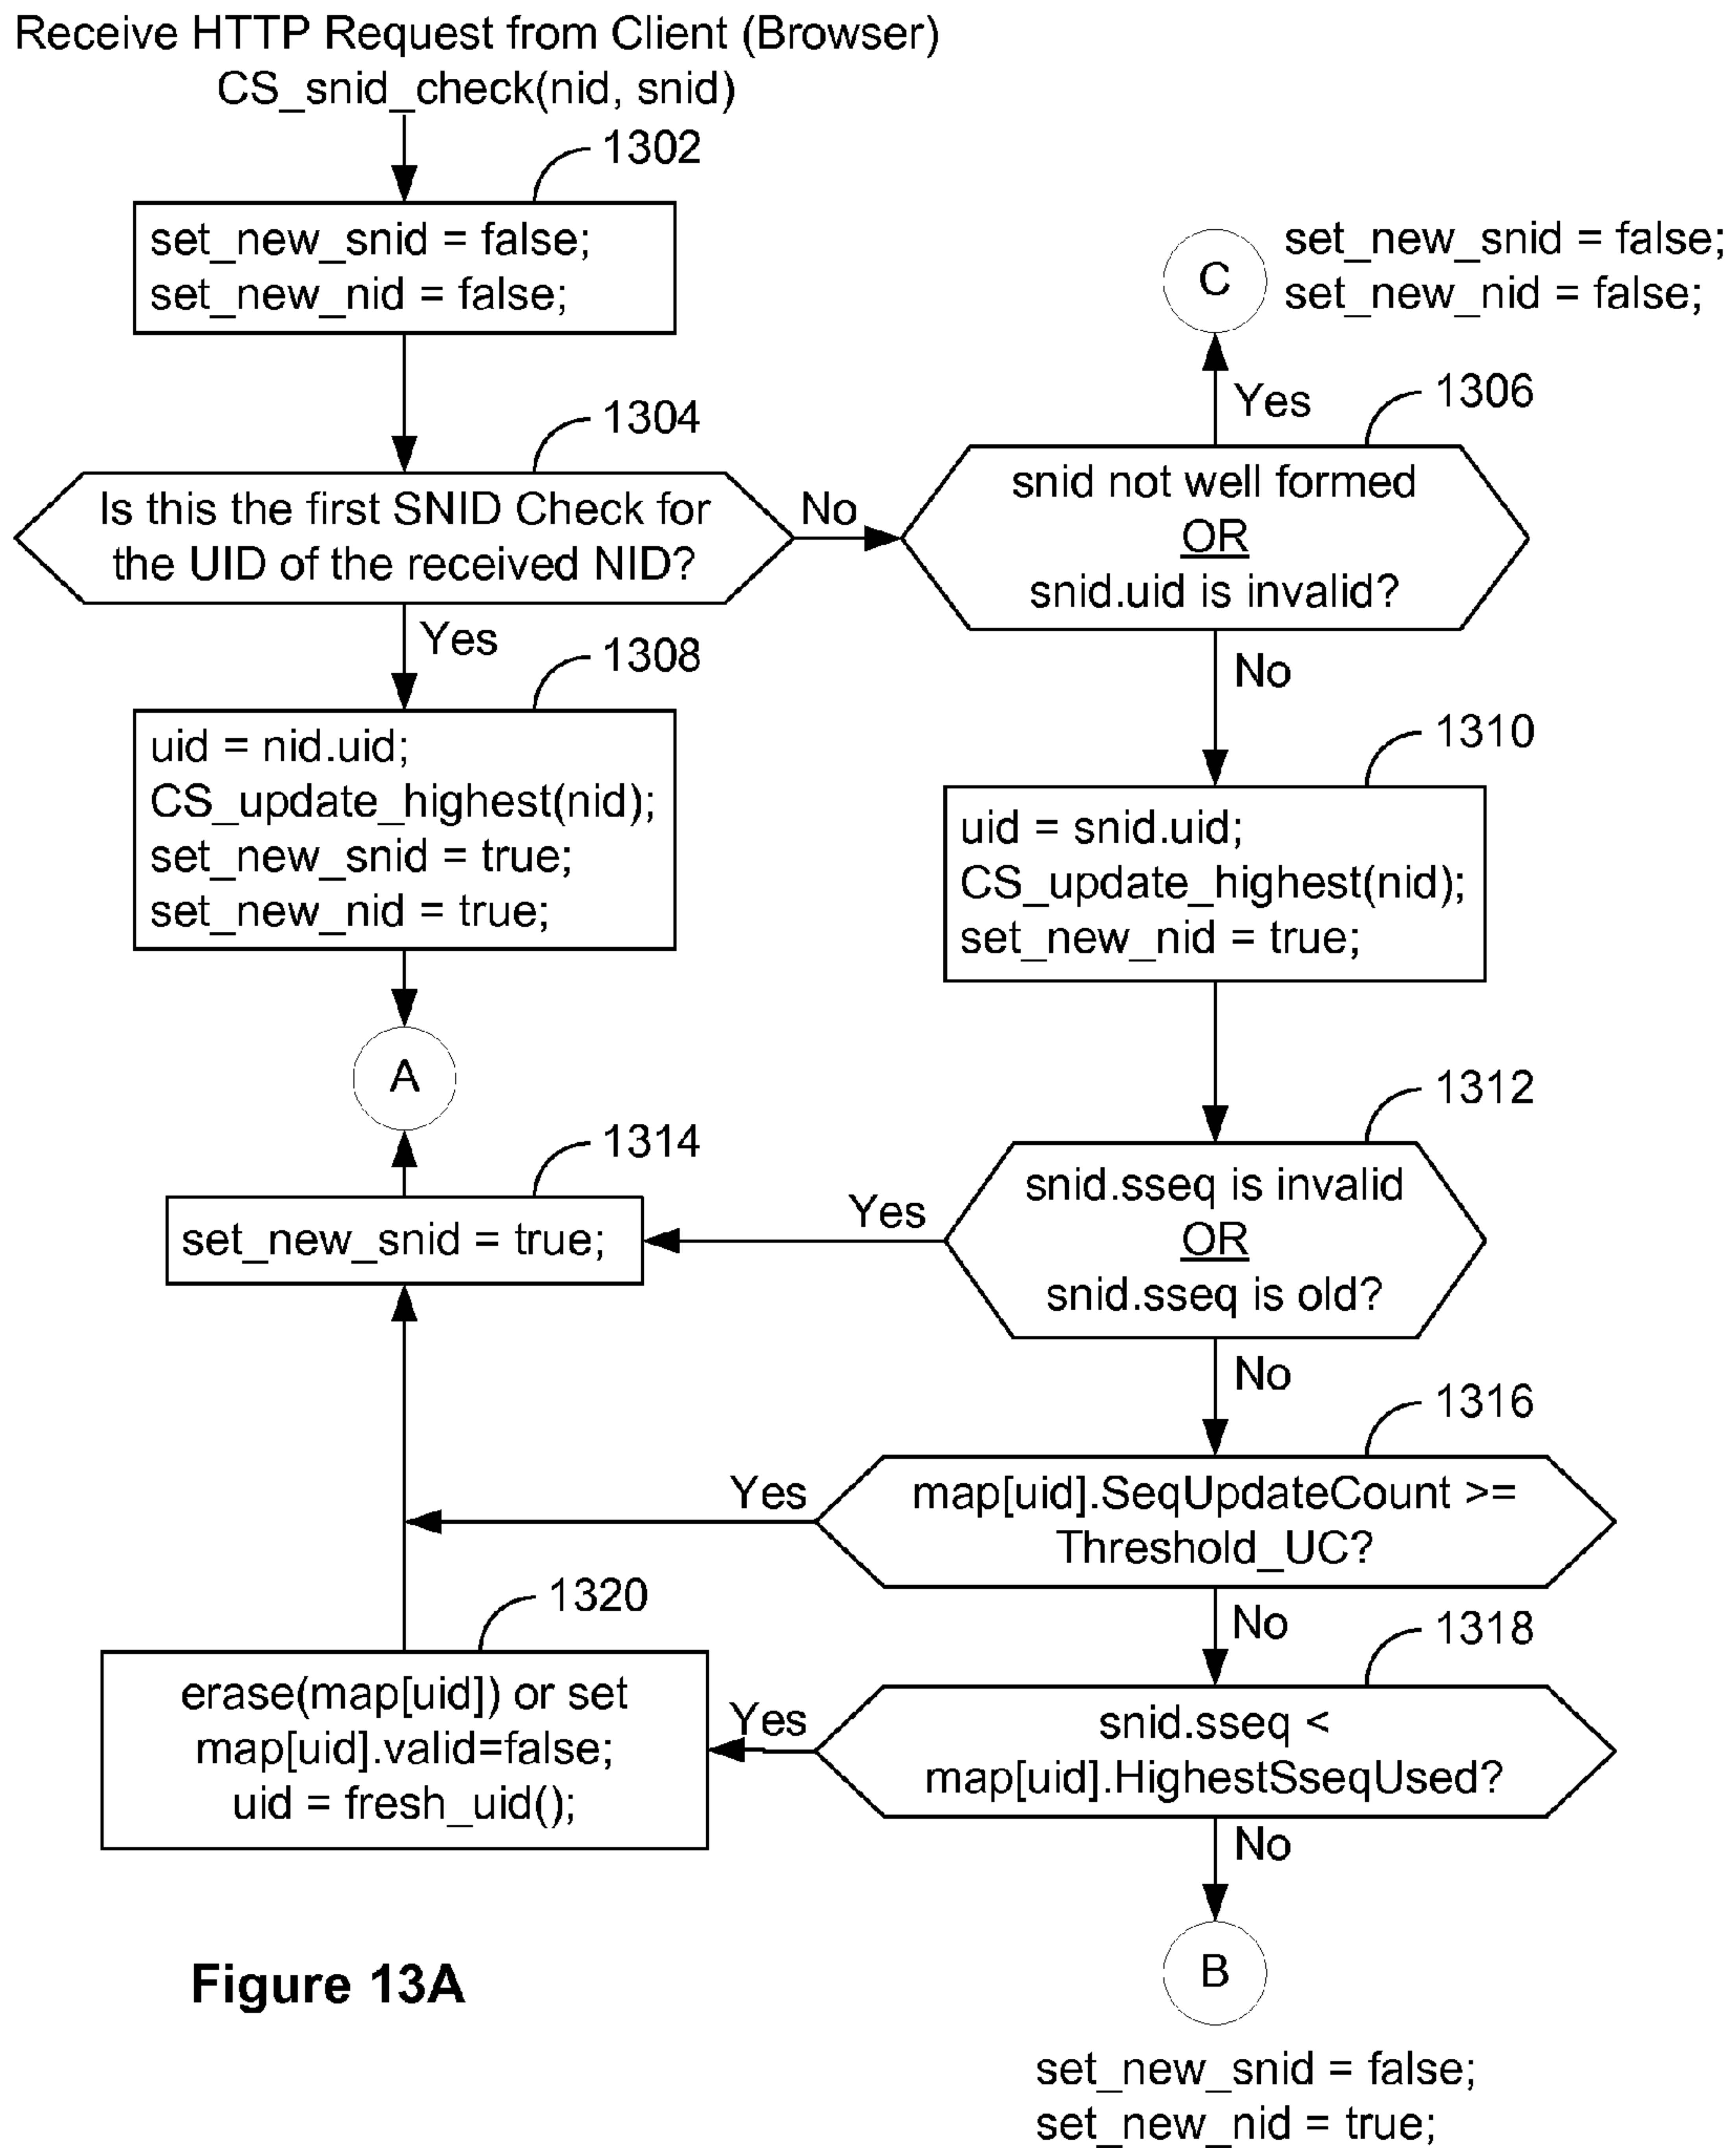 Receive HTTP Request from Client (Browser)
CS_snid_check(nid, snid)
1302
set_new_snid = false;
set_new_nid = false;
C
set_new_snid = false;
set_new_nid = false;
Yes
1304
Is this the first SNID Check for
the UID of the received NID?
No
1306
snid not well formed
OR
snid.uid is invalid?
Yes
No
1308
uid = nid.uid;
CS_update_highest(nid);
set_new_snid = true;
set_new_nid = true;
1310
uid = snid.uid;
CS_update_highest(nid);
set_new_nid = true;
A
1312
snid.sseq is invalid
OR
snid.sseq is old?
Yes
1314
set_new_snid = true;
No
1316
map[uid].SeqUpdateCount >=
Threshold_UC?
Yes
No
1318
snid.sseq <
map[uid].HighestSseqUsed?
Yes
1320
erase(map[uid]) or set
map[uid].valid=false;
uid = fresh_uid();
No
B
set_new_snid = false;
set_new_nid = true;
Figure 13A